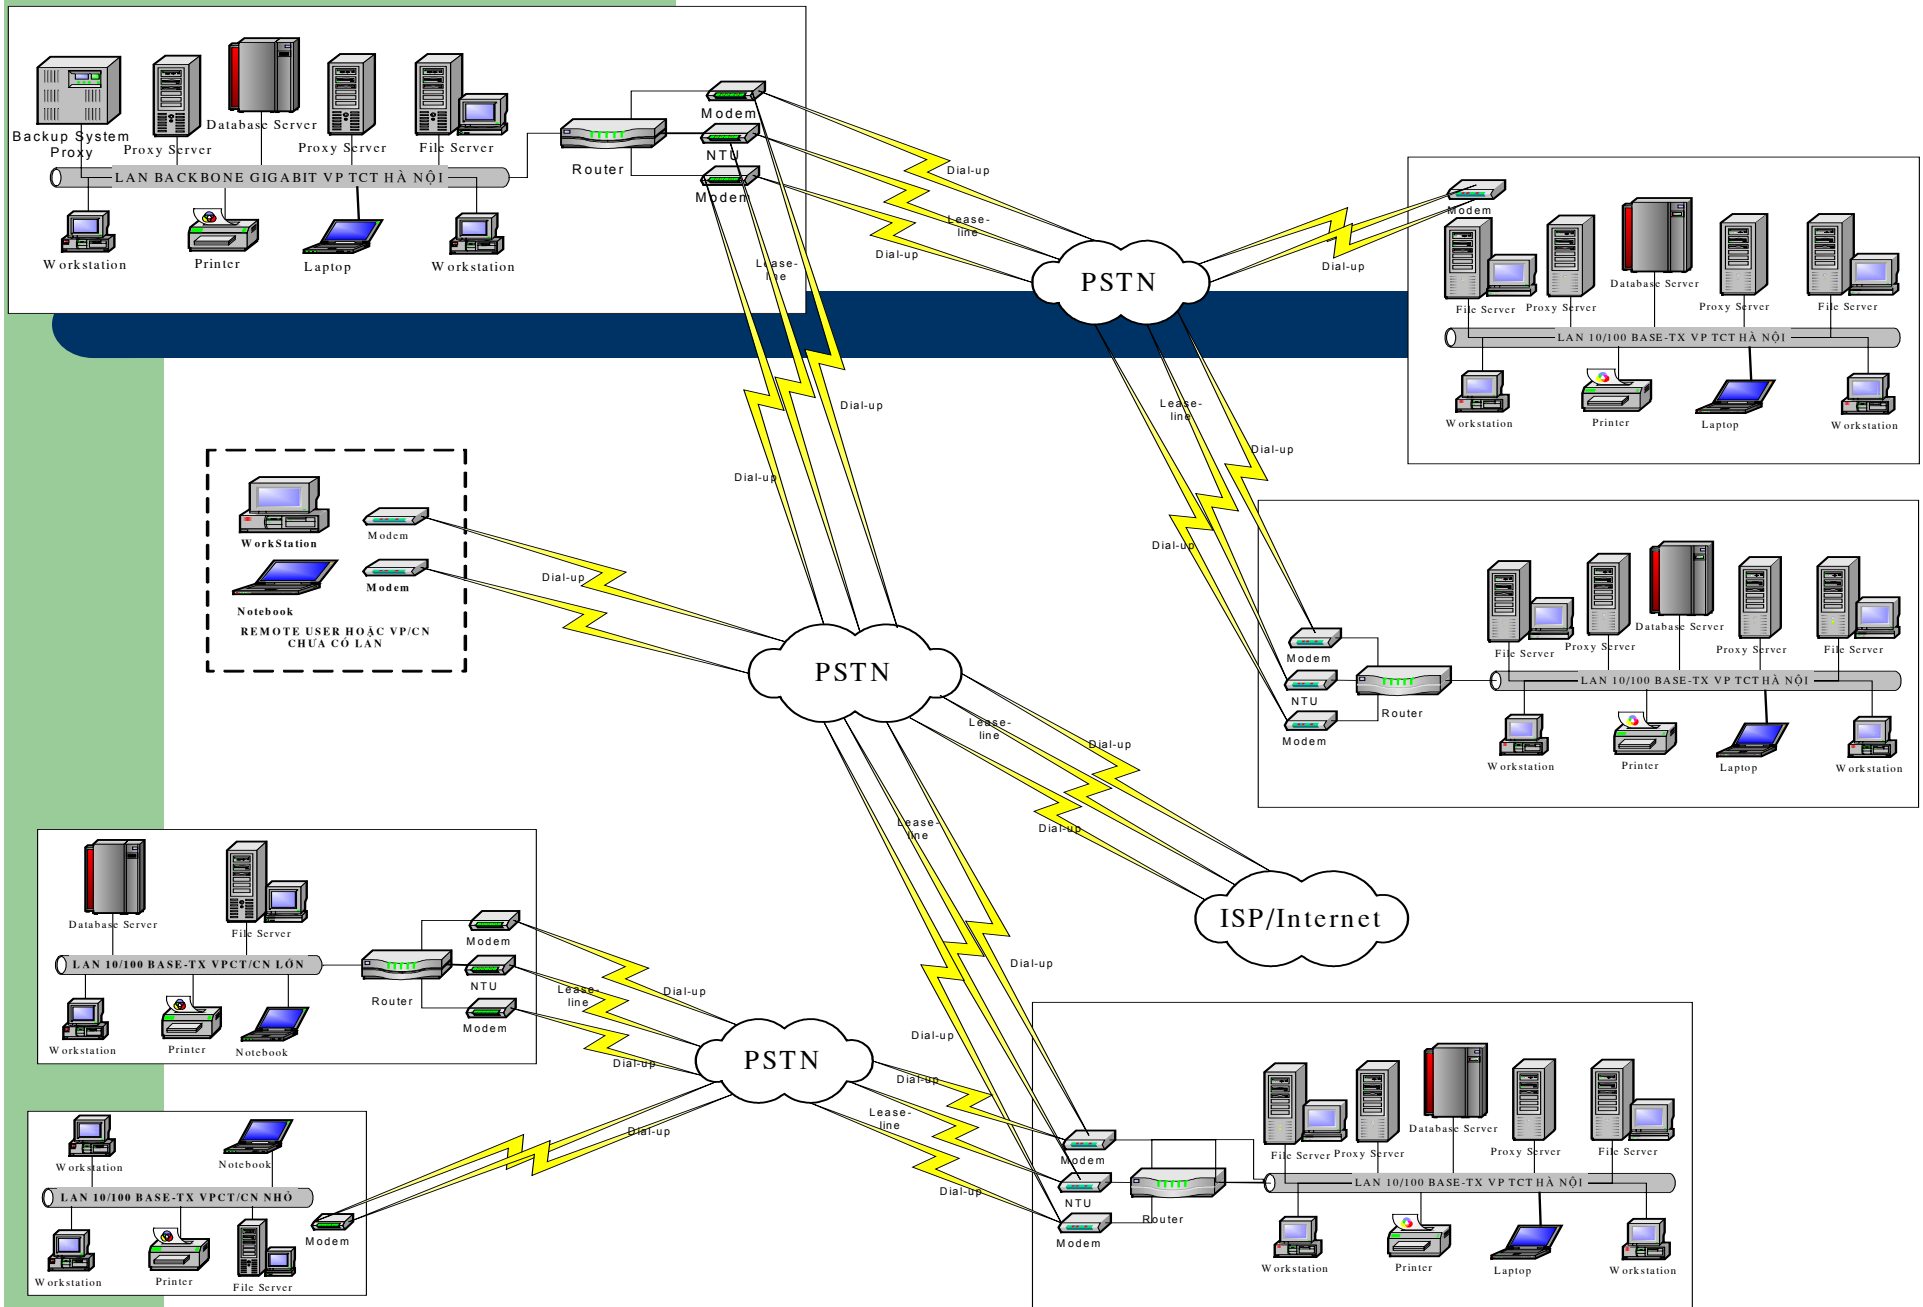 Backup System
Proxy
Proxy Server
Database Server
Proxy Server
File Server
LAN BACKBONE GIGABIT VP TCT HÀ NỘI
Workstation
Printer
Laptop
Workstation
Router
Modem
NTU
Modem
Dial-up
Lease-
line
Dial-up
Lease-
line
Dial-up
Dial-up
PSTN
Dial-up
Modem
File Server
Proxy Server
Database Server
Proxy Server
File Server
LAN 10/100 BASE-TX VP TCT HÀ NỘI
Workstation
Printer
Laptop
Workstation
Lease-
line
Dial-up
Dial-up
WorkStation
Modem
Notebook
Modem
REMOTE USER HOẶC VP/CN
CHƯA CÓ LAN
Dial-up
PSTN
Modem
NTU
Modem
Router
File Server
Proxy Server
Database Server
Proxy Server
File Server
LAN 10/100 BASE-TX VP TCT HÀ NỘI
Workstation
Printer
Laptop
Workstation
Lease-
line
Dial-up
Dial-up
ISP/Internet
Lease-
line
Dial-up
Dial-up
Database Server
File Server
LAN 10/100 BASE-TX VPCT/CN LỚN
Workstation
Printer
Notebook
Router
Modem
NTU
Modem
Lease-
line
Dial-up
Dial-up
PSTN
Dial-up
Lease-
line
Dial-up
Dial-up
Workstation
Notebook
LAN 10/100 BASE-TX VPCT/CN NHỎ
Workstation
Printer
File Server
Modem
Modem
NTU
Modem
Router
File Server
Proxy Server
Database Server
Proxy Server
File Server
LAN 10/100 BASE-TX VP TCT HÀ NỘI
Workstation
Printer
Laptop
Workstation